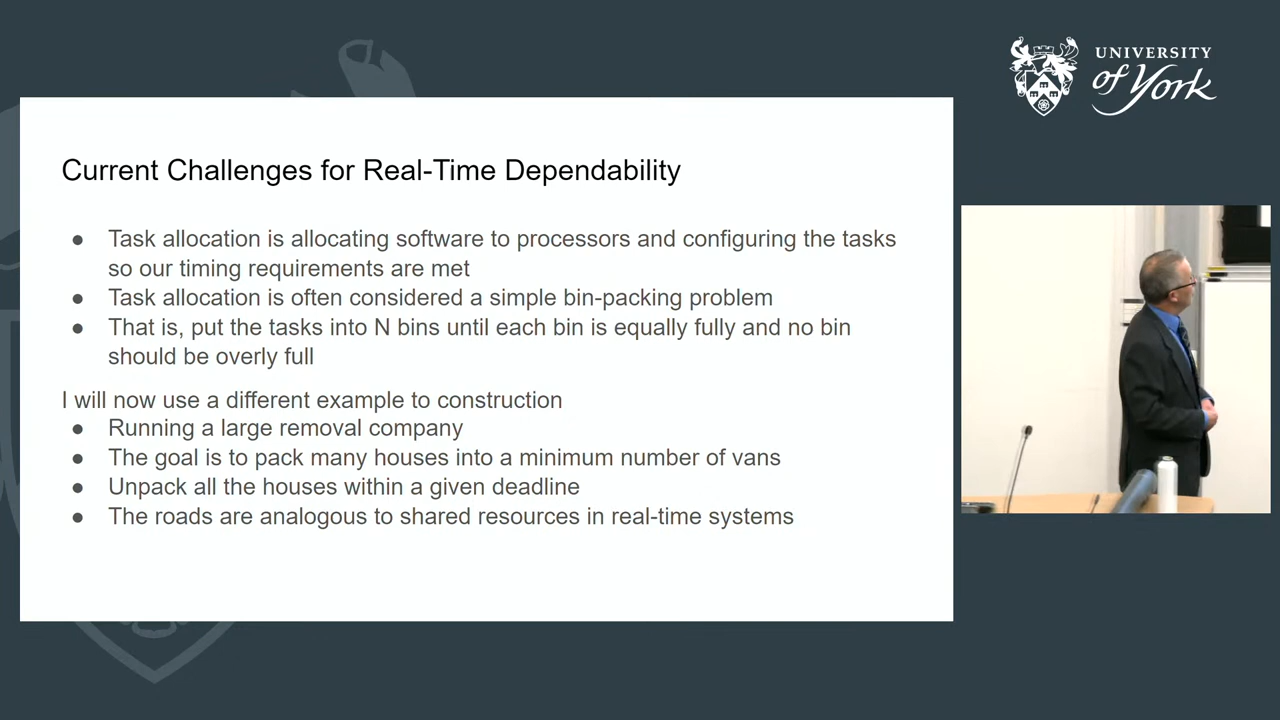 UNIVERSITY
of York
Current Challenges for Real-Time Dependability
● Task allocation is allocating software to processors and configuring the tasks
so our timing requirements are met
● Task allocation is often considered a simple bin-packing problem
● That is, put the tasks into N bins until each bin is equally fully and no bin
should be overly full
I will now use a different example to construction
● Running a large removal company
● The goal is to pack many houses into a minimum number of vans
● Unpack all the houses within a given deadline
● The roads are analogous to shared resources in real-time systems